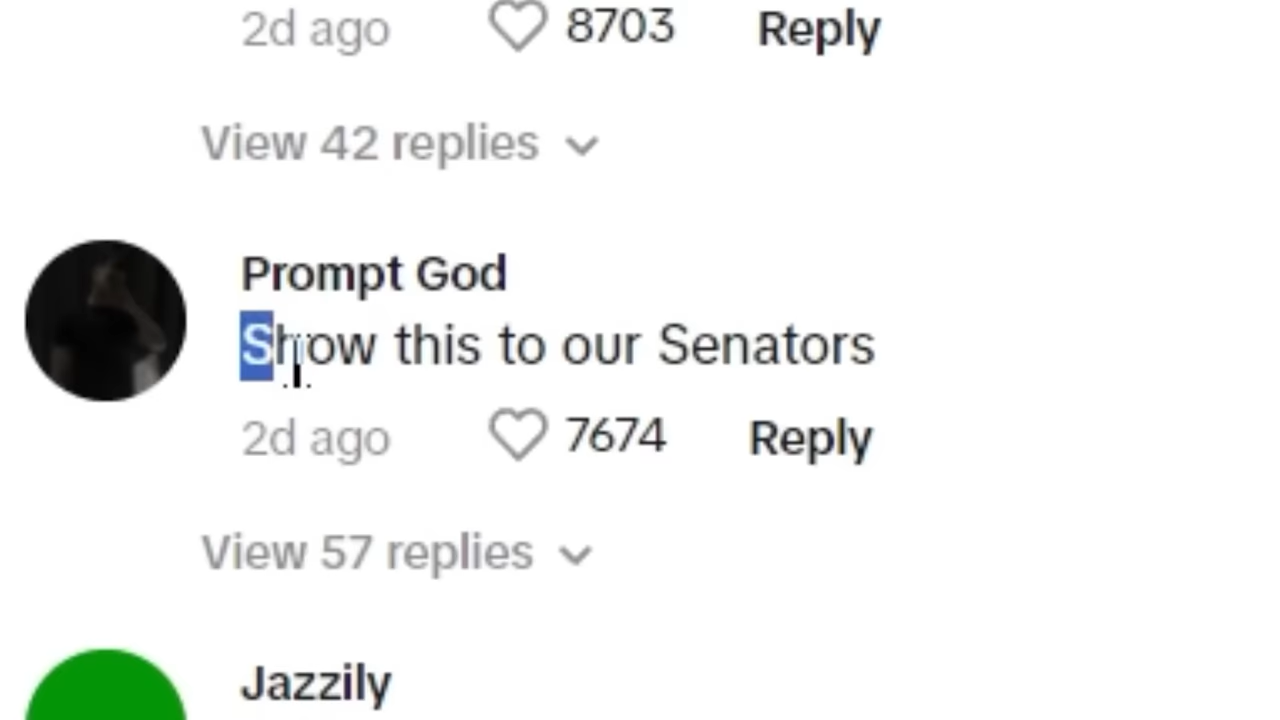 2d ago 8703 Reply
View 42 replies
Prompt God
Show this to our Senators
2d ago 7674 Reply
View 57 replies
Jazzily